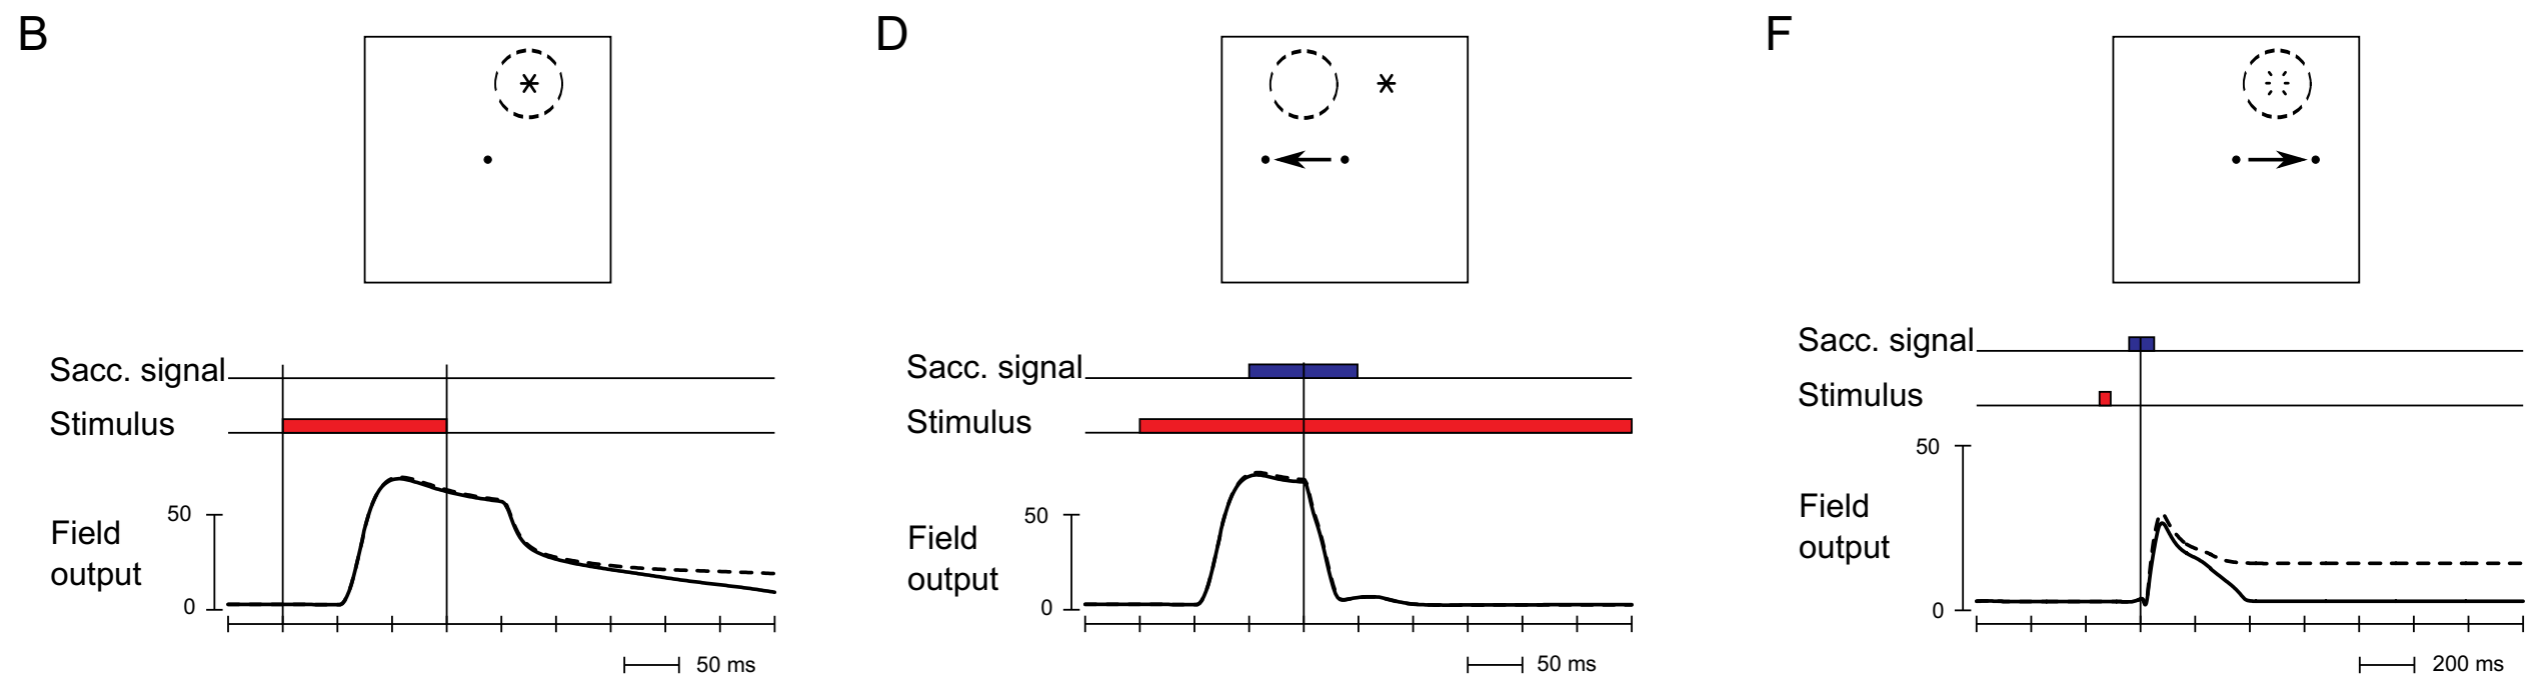 B
Sacc. signal
Stimulus
50
Field
output
0
50 ms
D
Sacc. signal
Stimulus
50
Field
output
0
50 ms
F
Sacc. signal
Stimulus
50
Field
output
0
200 ms